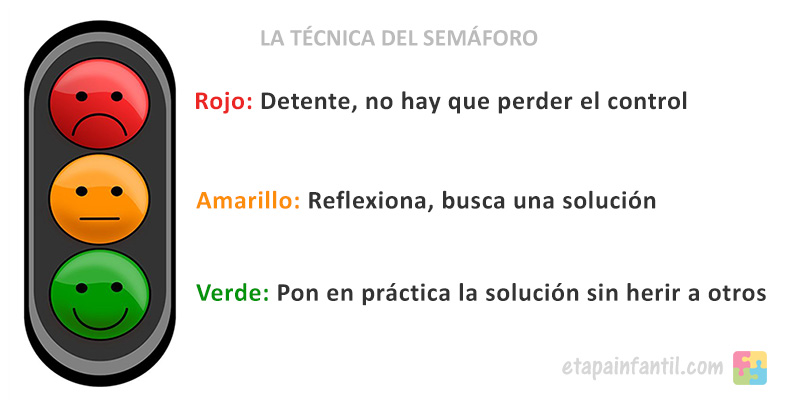 LA TÉCNICA DEL SEMÁFORO
Rojo: Detente, no hay que perder el control
Amarillo: Reflexiona, busca una solución
Verde: Pon en práctica la solución sin herir a otros
etapainfantil.com